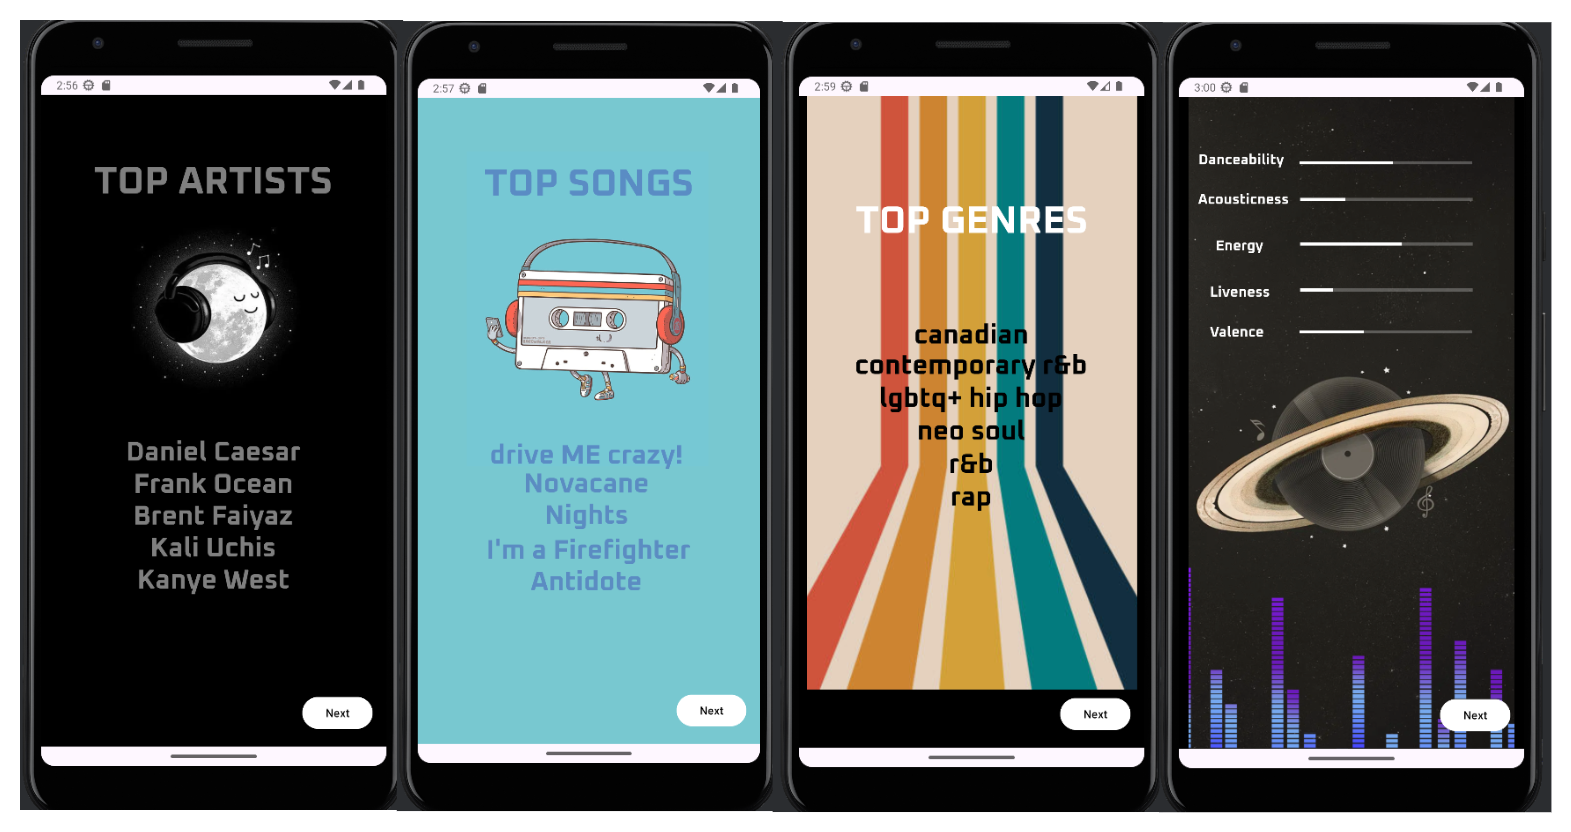 2:56
TOP ARTISTS
Daniel Caesar
Frank Ocean
Brent Faiyaz
Kali Uchis
Kanye West
Next
2:57
TOP SONGS
drive ME crazy!
Novacane
Nights
I'm a Firefighter
Antidote
Next
2:59
TOP GENRES
canadian
contemporary r&b
lgbtq+ hip hop
neo soul
r&b
rap
Next
3:00
Danceability
Acousticness
Energy
Liveness
Valence
Next